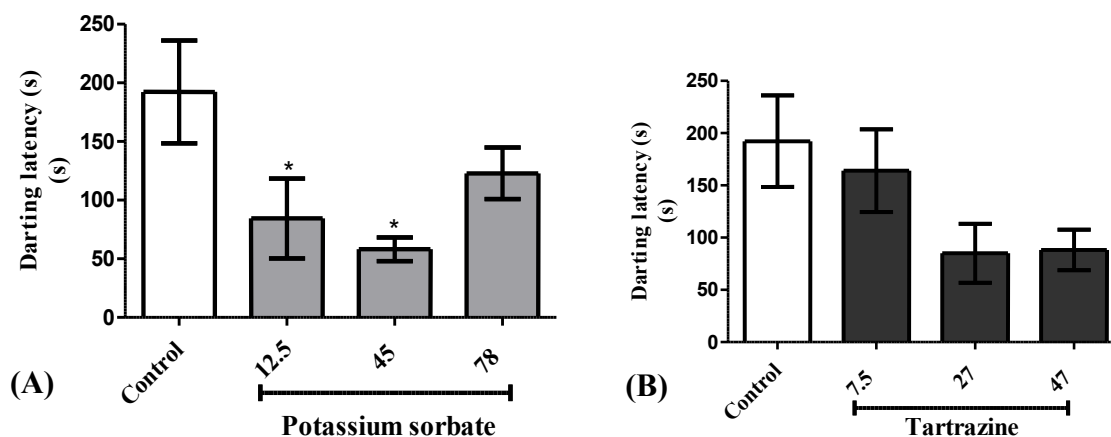 250
200
150
100
50
0
Darting latency (s)
(s)
*
*
Control
12.5
45
78
(A)
Potassium sorbate
250
200
150
100
50
0
Darting latency (s)
(s)
Control
7.5
27
47
(B)
Tartrazine